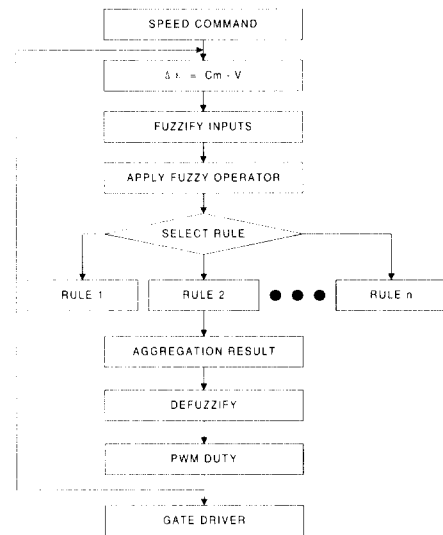 SPEED COMMAND
Δ ε = Cm - V
FUZZIFY INPUTS
APPLY FUZZY OPERATOR
SELECT RULE
RULE 1
RULE 2
RULE n
AGGREGATION RESULT
DEFUZZIFY
PWM DUTY
GATE DRIVER